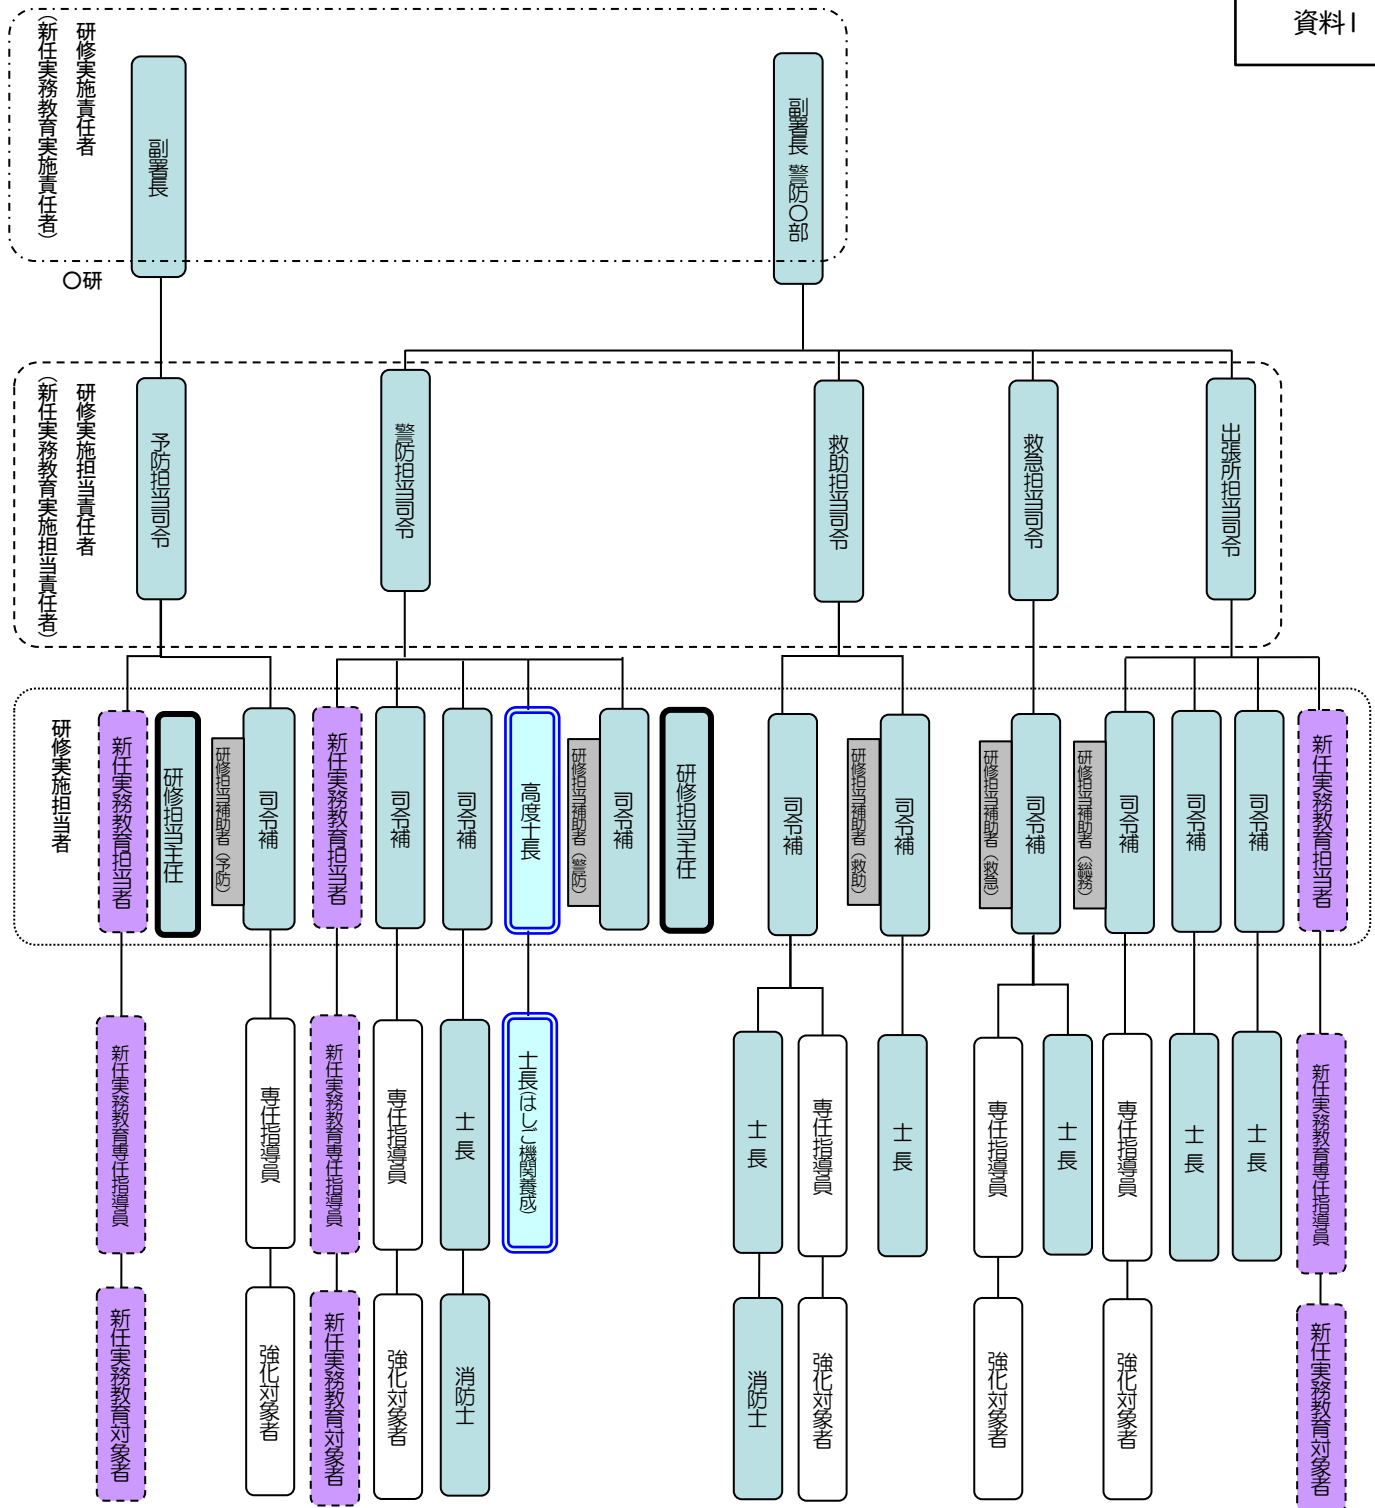 資料1
研修実施責任者
（新任実務教育実施責任者）
副署長
副署長 警防〇部
〇研
研修実施担当責任者
（新任実務教育実施担当責任者）
予防担当司令
警防担当司令
救助担当司令
救急担当司令
出張所担当司令
研修実施担当者
新任実務教育担当者
研修担当主任
研修担当補助者（予防）
司令補
新任実務教育担当者
司令補
司令補
高度士長
研修担当補助者（警防）
司令補
研修担当主任
司令補
研修担当補助者（救助）
司令補
研修担当補助者（救急）
司令補
研修担当補助者（総務）
司令補
司令補
司令補
新任実務教育担当者
新任実務教育専任指導員
専任指導員
新任実務教育専任指導員
専任指導員
士長
士長(はしご機関養成)
士長
専任指導員
士長
専任指導員
士長
専任指導員
士長
士長
新任実務教育専任指導員
新任実務教育対象者
強化対象者
新任実務教育対象者
強化対象者
消防士
消防士
強化対象者
強化対象者
強化対象者
新任実務教育対象者